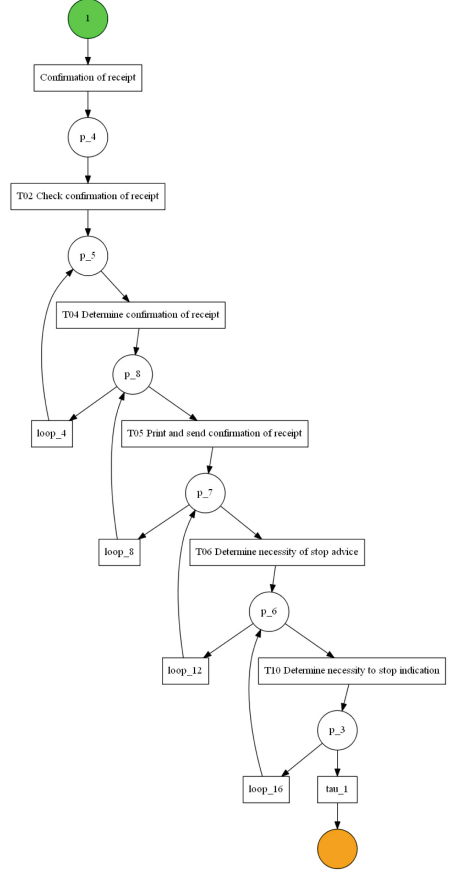 1
Confirmation of receipt
p_4
T02 Check confirmation of receipt
p_5
T04 Determine confirmation of receipt
p_8
loop_4
T05 Print and send confirmation of receipt
p_7
loop_8
T06 Determine necessity of stop advice
p_6
loop_12
T10 Determine necessity to stop indication
p_3
loop_16
tau_1